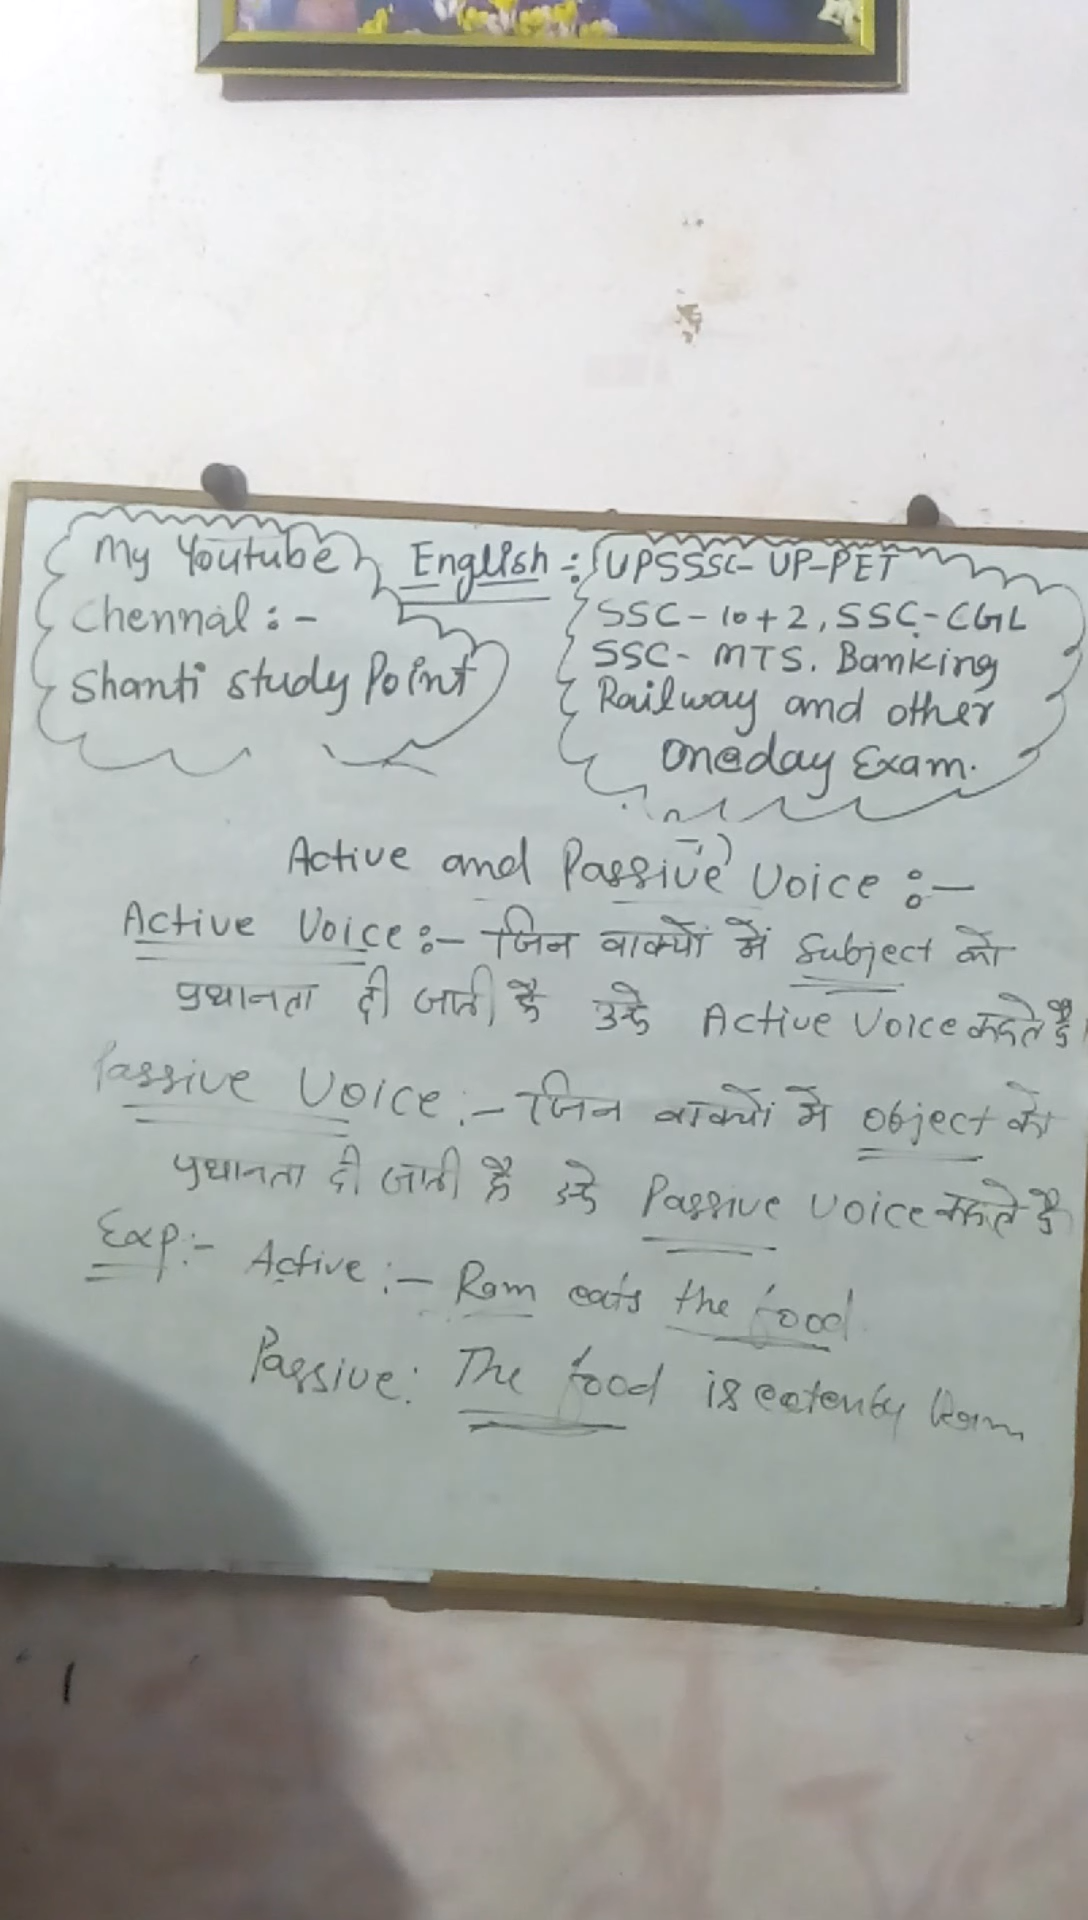 My Youtube
Chennal :-
Shanti study Point
English :-
UPSSSC- UP-PET
SSC- 10+2, SSC-CGL
SSC- MTS. Banking
Railway and other
Oneday Exam.
Active and Passive Voice :-
Active Voice :- जिन वाक्यों में Subject को
प्रधानता दी जाती है उन्हे Active Voice कहते है।
Passive Voice :- जिन वाक्यों में object को
प्रधानता दी जाती है उन्हे Passive Voice कहते है
Exp:- Active :- Ram eats the food
Passive: The food is eaten by Ram